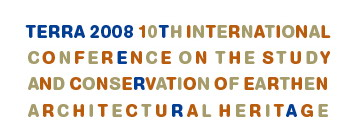 TERRA 2008 10TH INTERNATIONAL
CONFERENCE ON THE STUDY
AND CONSERVATION OF EARTHEN
ARCHITECTURAL HERITAGE